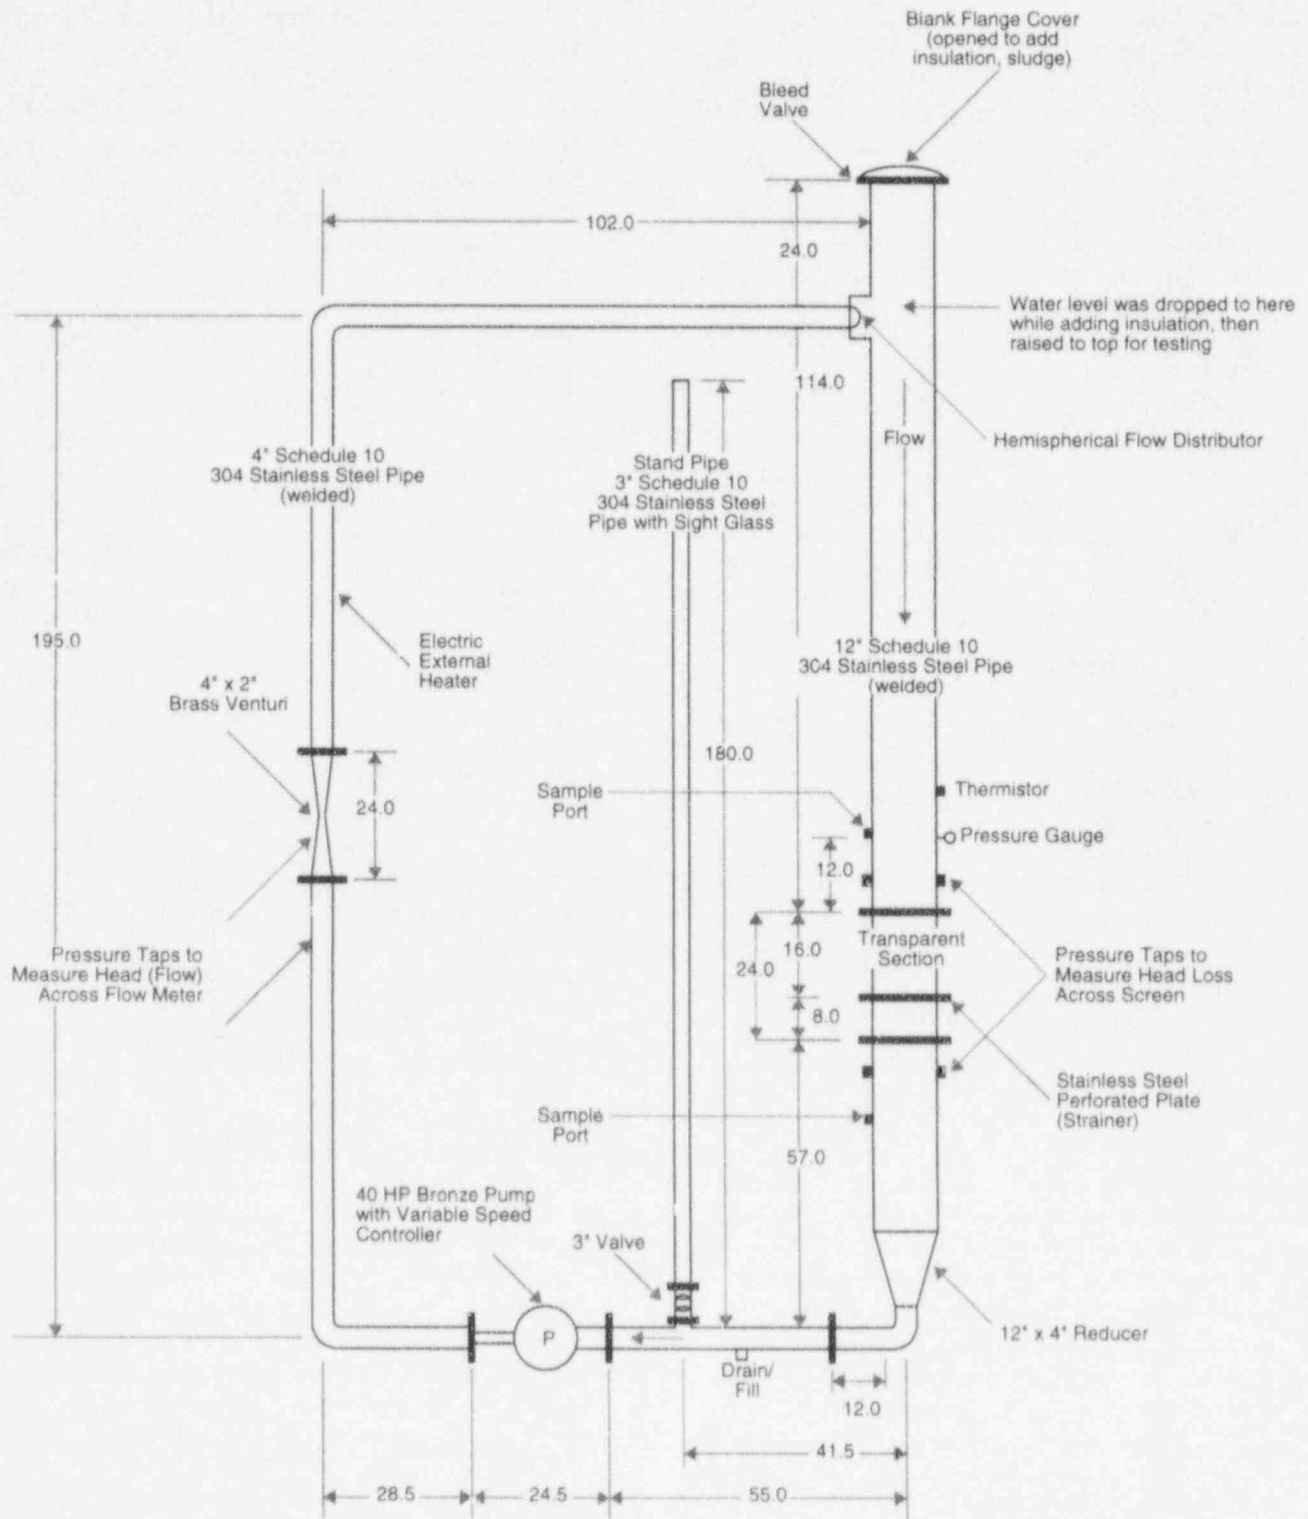 Blank Flange Cover
(opened to add
insulation, sludge)
Bleed
Valve
102.0
24.0
Water level was dropped to here
while adding insulation, then
raised to top for testing
114.0
Flow
Hemispherical Flow Distributor
4" Schedule 10
304 Stainless Steel Pipe
(welded)
Stand Pipe
3" Schedule 10
304 Stainless Steel
Pipe with Sight Glass
195.0
Electric
External
Heater
12" Schedule 10
304 Stainless Steel Pipe
(welded)
4" x 2"
Brass Venturi
180.0
24.0
Sample
Port
Thermistor
Pressure Gauge
12.0
Pressure Taps to
Measure Head (Flow)
Across Flow Meter
Transparent
Section
16.0
24.0
8.0
Pressure Taps to
Measure Head Loss
Across Screen
Stainless Steel
Perforated Plate
(Strainer)
Sample
Port
57.0
40 HP Bronze Pump
with Variable Speed
Controller
3" Valve
P
12" x 4" Reducer
Drain/
Fill
12.0
41.5
28.5
24.5
55.0